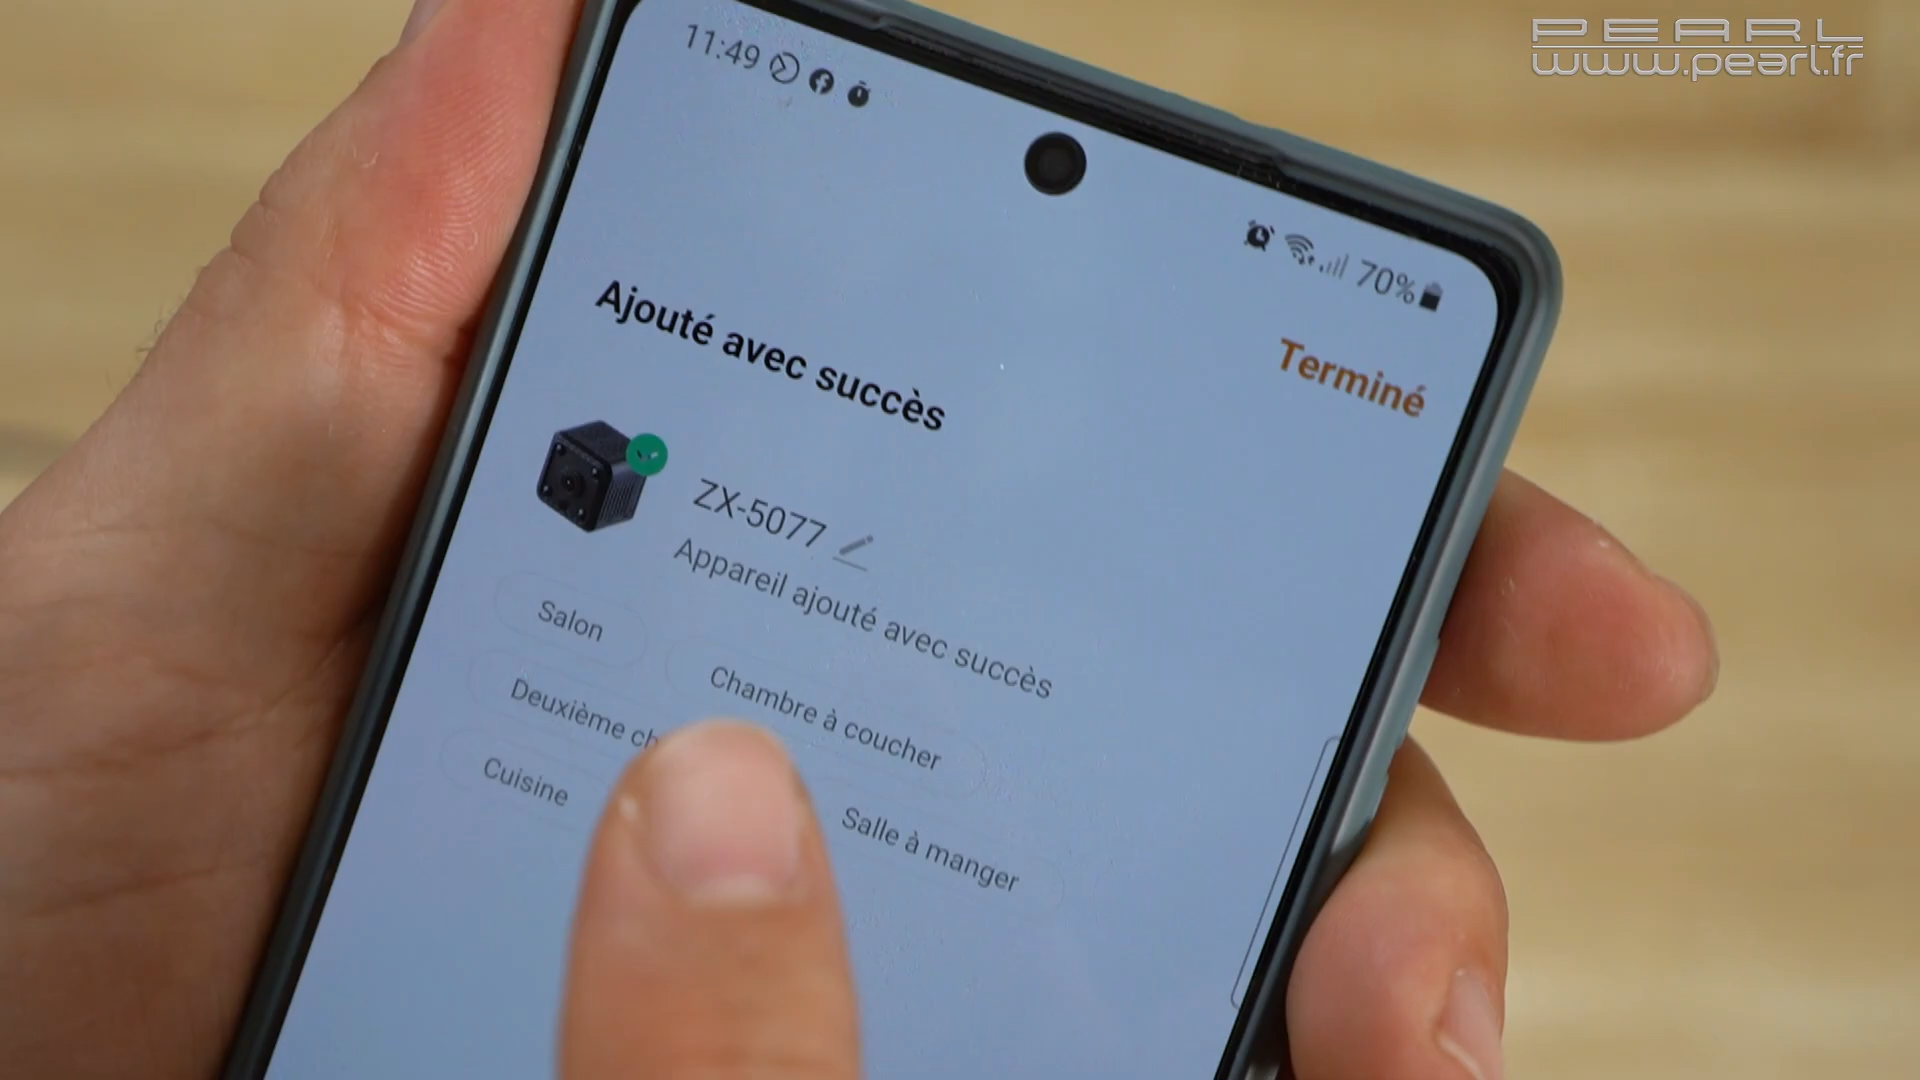 PEARL
www.pearl.fr
11:49
70%
Terminé
Ajouté avec succès
ZX-5077
Appareil ajouté avec succès
Salon
Chambre à coucher
Deuxième
Salle à manger
Cuisine